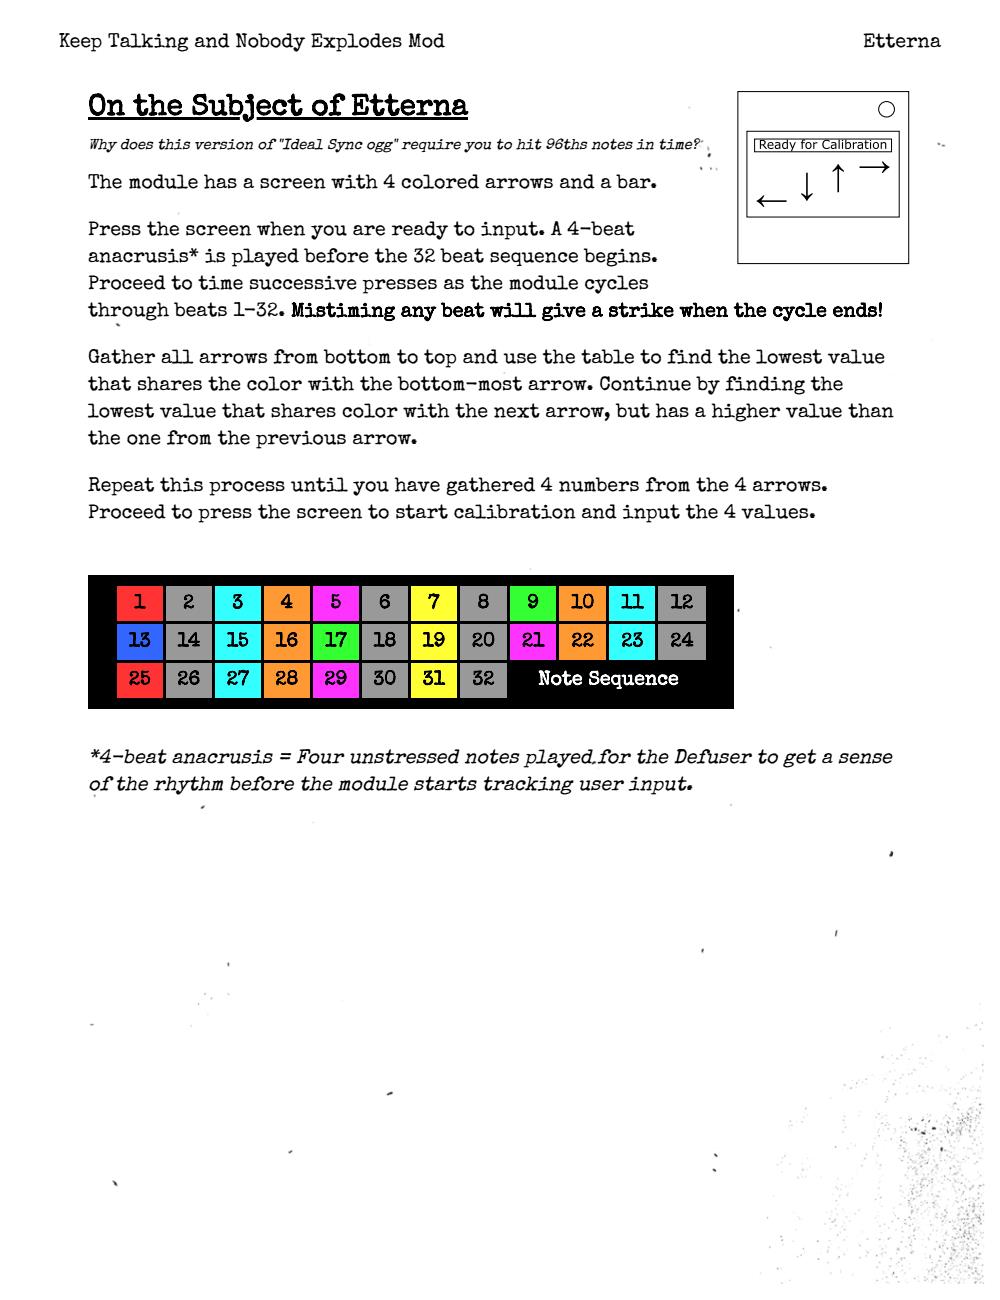 Keep Talking and Nobody Explodes Mod
Etterna
On the Subject of Etterna
Why does this version of "Ideal Sync ogg" require you to hit 96ths notes in time?
Ready for Calibration
The module has a screen with 4 colored arrows and a bar.
Press the screen when you are ready to input. A 4-beat
anacrusis* is played before the 32 beat sequence begins.
Proceed to time successive presses as the module cycles
through beats 1-32. Mistiming any beat will give a strike when the cycle ends!
Gather all arrows from bottom to top and use the table to find the lowest value
that shares the color with the bottom-most arrow. Continue by finding the
lowest value that shares color with the next arrow, but has a higher value than
the one from the previous arrow.
Repeat this process until you have gathered 4 numbers from the 4 arrows.
Proceed to press the screen to start calibration and input the 4 values.
1 2 3 4 5 6 7 8 9 10 11 12
13 14 15 16 17 18 19 20 21 22 23 24
25 26 27 28 29 30 31 32 Note Sequence
*4-beat anacrusis = Four unstressed notes played for the Defuser to get a sense
of the rhythm before the module starts tracking user input.